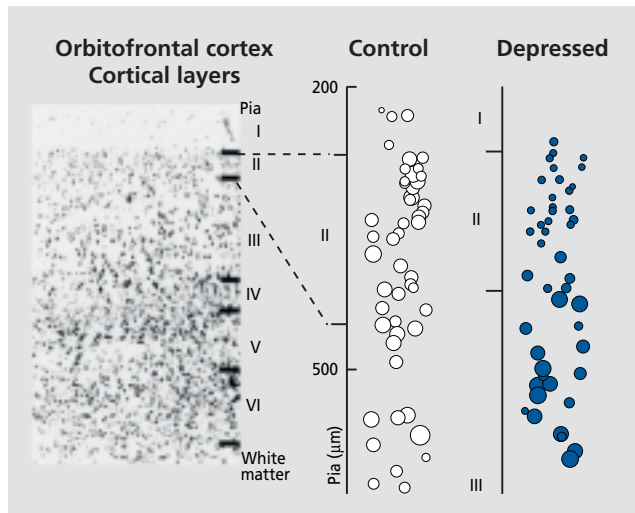 Orbitofrontal cortex
Cortical layers
Control
Depressed
Pia
I
II
III
IV
V
VI
White
matter
200
II
500
Pia (μm)
I
II
III